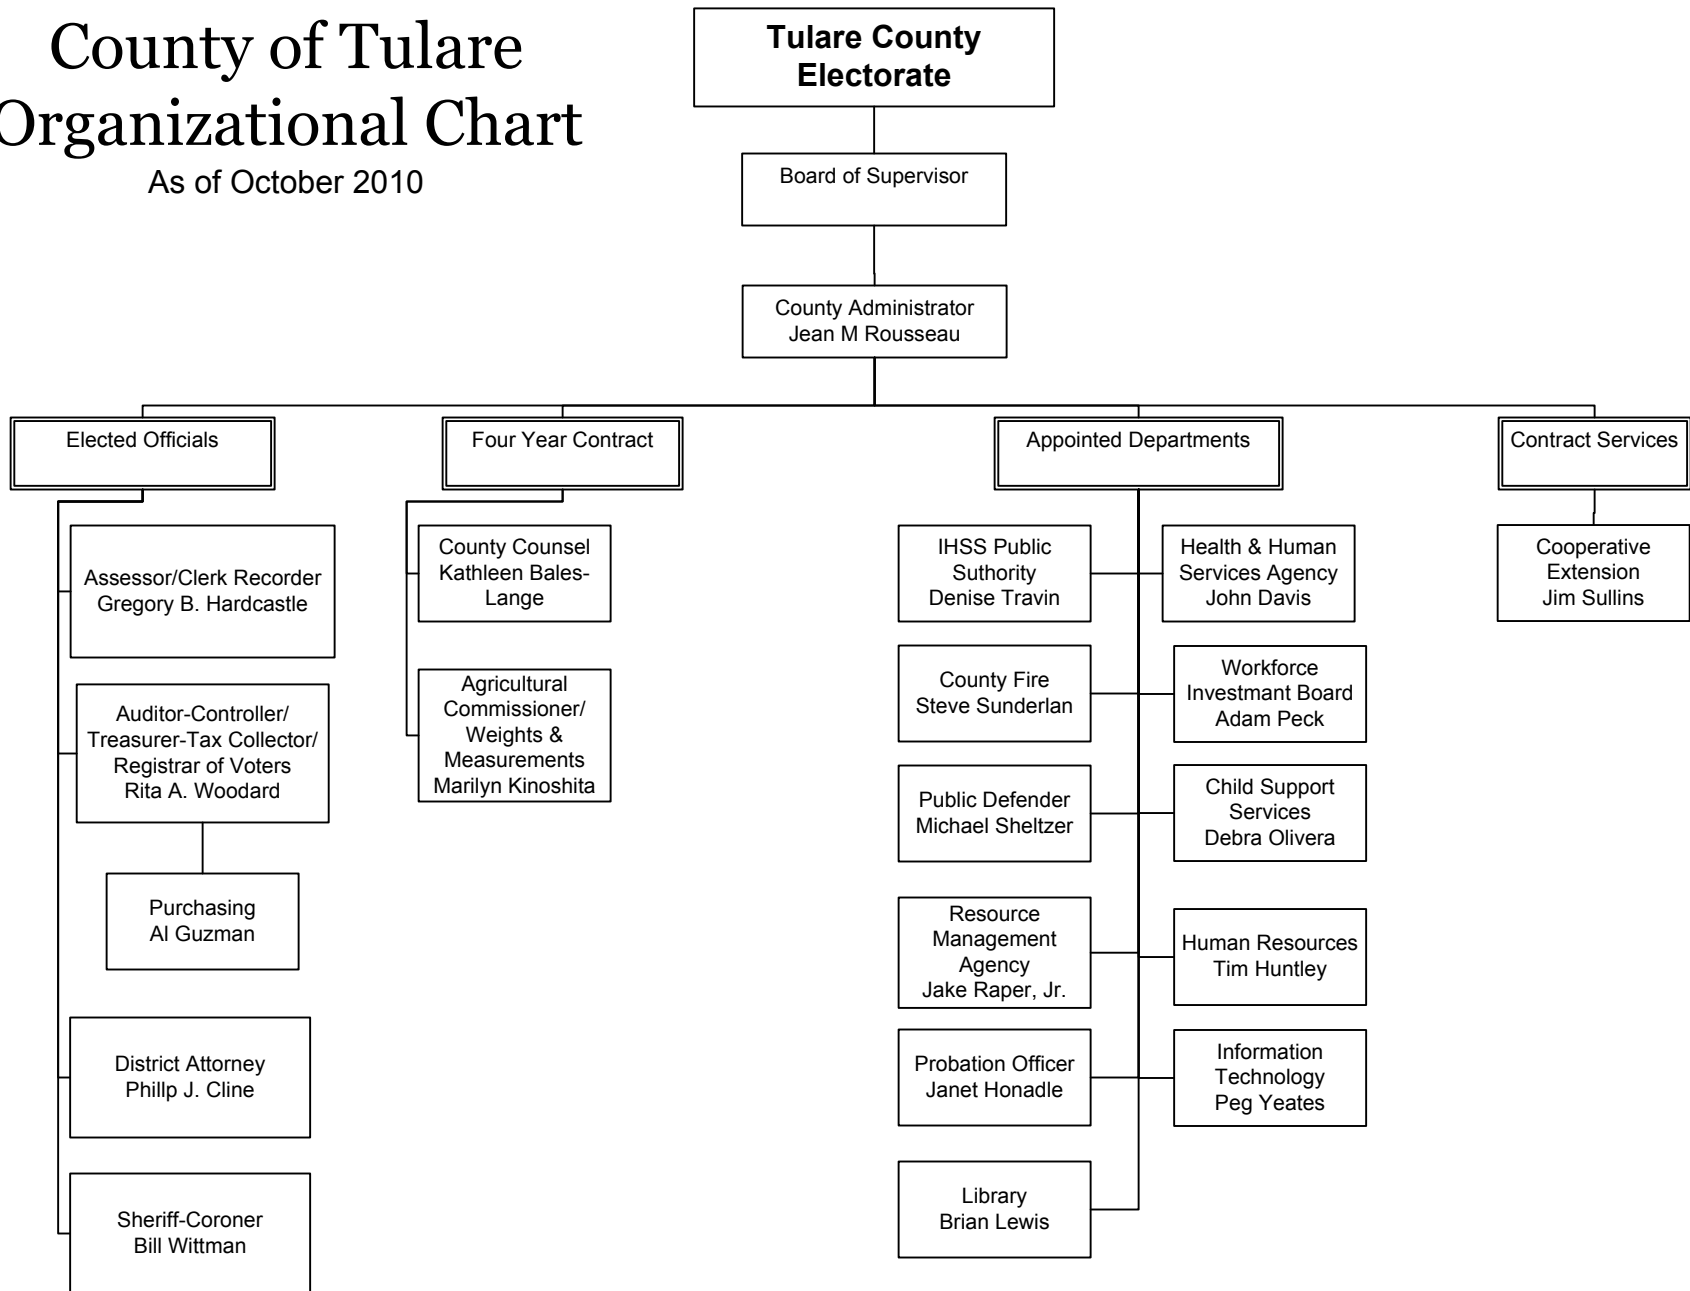 County of Tulare
Organizational Chart
As of October 2010
Tulare County
Electorate
Board of Supervisor
County Administrator
Jean M Rousseau
Elected Officials
Four Year Contract
Appointed Departments
Contract Services
Assessor/Clerk Recorder
Gregory B. Hardcastle
Auditor-Controller/
Treasurer-Tax Collector/
Registrar of Voters
Rita A. Woodard
Purchasing
Al Guzman
District Attorney
Phillp J. Cline
Sheriff-Coroner
Bill Wittman
County Counsel
Kathleen Bales-
Lange
Agricultural
Commissioner/
Weights &
Measurements
Marilyn Kinoshita
IHSS Public
Suthority
Denise Travin
Health & Human
Services Agency
John Davis
County Fire
Steve Sunderlan
Workforce
Investmant Board
Adam Peck
Public Defender
Michael Sheltzer
Child Support
Services
Debra Olivera
Resource
Management
Agency
Jake Raper, Jr.
Human Resources
Tim Huntley
Probation Officer
Janet Honadle
Information
Technology
Peg Yeates
Library
Brian Lewis
Cooperative
Extension
Jim Sullins